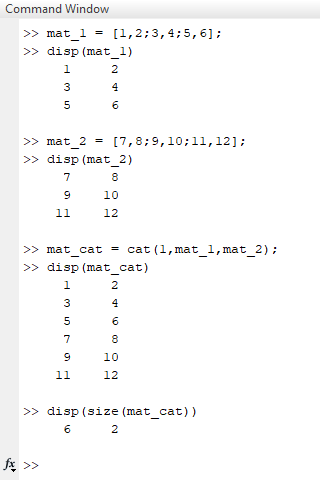 Command Window
>> mat_1 = [1,2;3,4;5,6];
>> disp(mat_1)
1 2
3 4
5 6
>> mat_2 = [7,8;9,10;11,12];
>> disp(mat_2)
7 8
9 10
11 12
>> mat_cat = cat(1,mat_1,mat_2);
>> disp(mat_cat)
1 2
3 4
5 6
7 8
9 10
11 12
>> disp(size(mat_cat))
6 2
fx >>